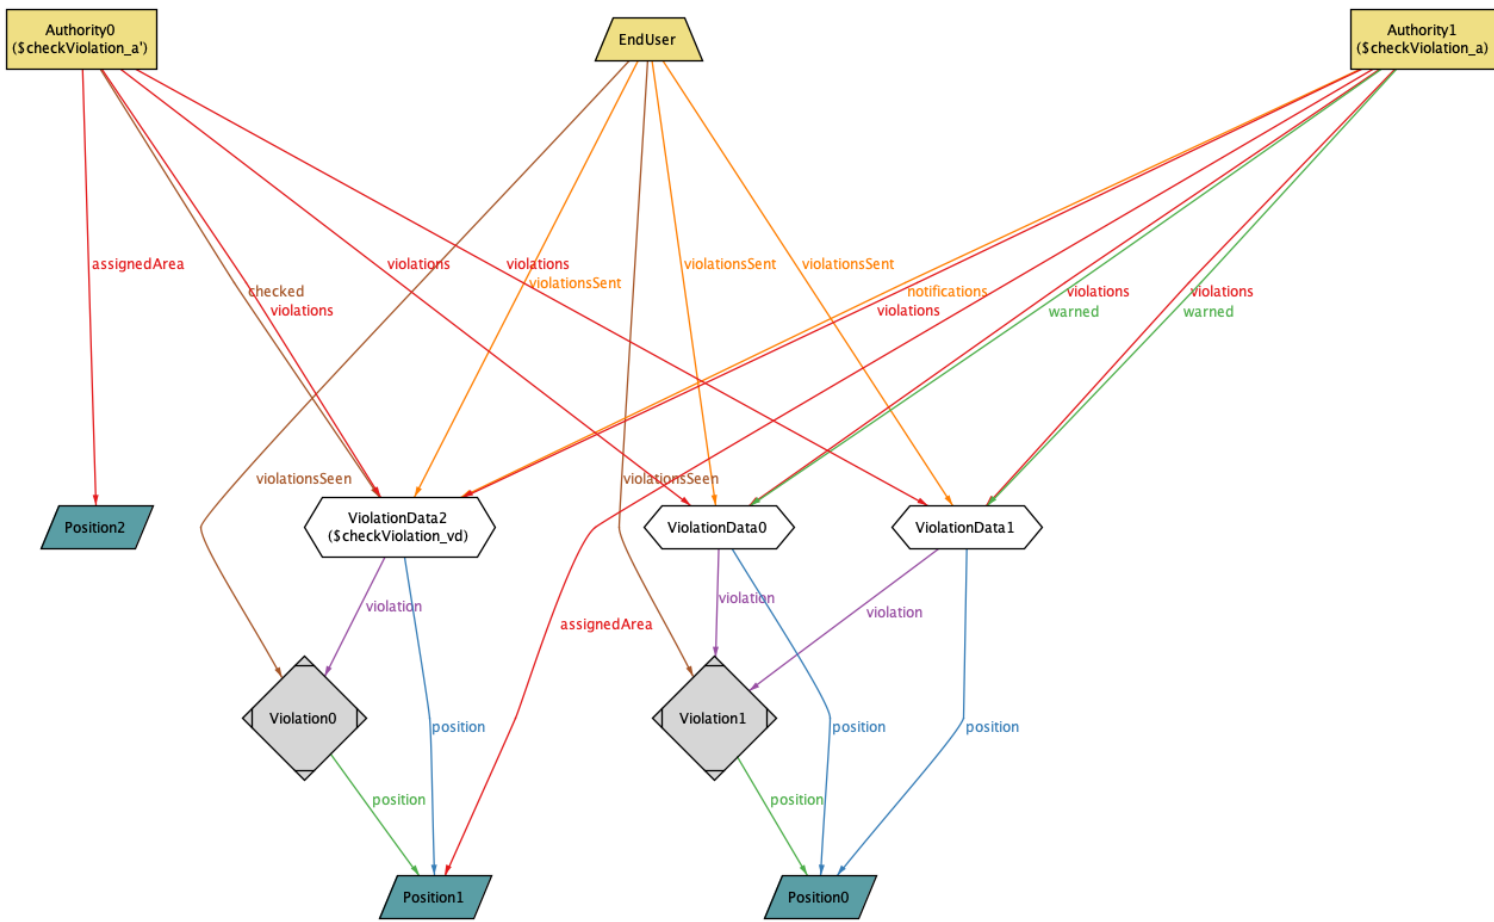 Authority0
($checkViolation_a')
EndUser
Authority1
($checkViolation_a)
assignedArea
violations
violations
violationsSent
violationsSent
violationsSent
checked
violations
notifications
violations
violations
warned
violations
warned
violationsSeen
violationsSeen
Position2
ViolationData2
($checkViolation_vd)
ViolationData0
ViolationData1
violation
violation
violation
assignedArea
Violation0
Violation1
position
position
position
position
position
Position1
Position0